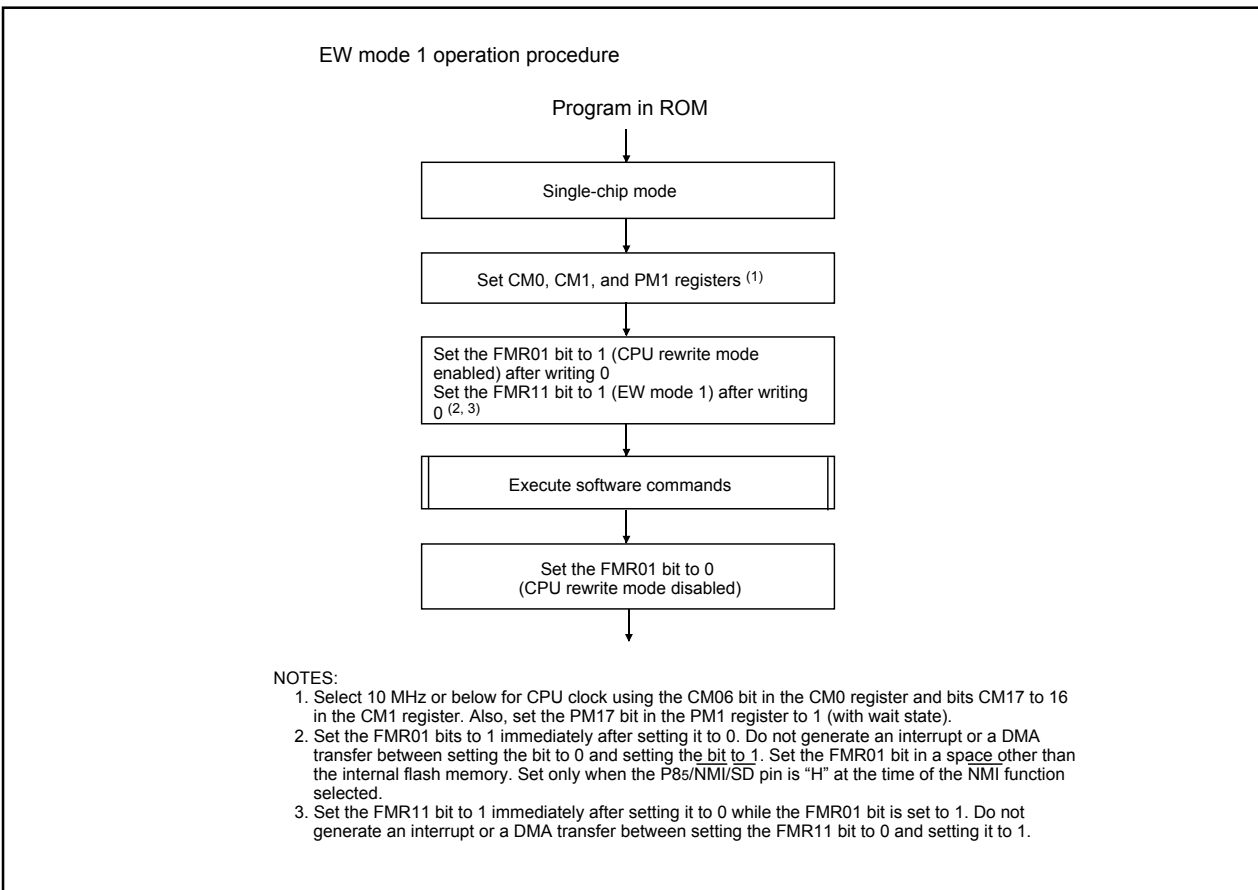 EW mode 1 operation procedure
Program in ROM
Single-chip mode
Set CM0, CM1, and PM1 registers (1)
Set the FMR01 bit to 1 (CPU rewrite mode
enabled) after writing 0
Set the FMR11 bit to 1 (EW mode 1) after writing
0 (2, 3)
Execute software commands
Set the FMR01 bit to 0
(CPU rewrite mode disabled)
NOTES:
1. Select 10 MHz or below for CPU clock using the CM06 bit in the CM0 register and bits CM17 to 16
in the CM1 register. Also, set the PM17 bit in the PM1 register to 1 (with wait state).
2. Set the FMR01 bits to 1 immediately after setting it to 0. Do not generate an interrupt or a DMA
transfer between setting the bit to 0 and setting the bit to 1. Set the FMR01 bit in a space other than
the internal flash memory. Set only when the P85/NMI/SD pin is “H” at the time of the NMI function
selected.
3. Set the FMR11 bit to 1 immediately after setting it to 0 while the FMR01 bit is set to 1. Do not
generate an interrupt or a DMA transfer between setting the FMR11 bit to 0 and setting it to 1.